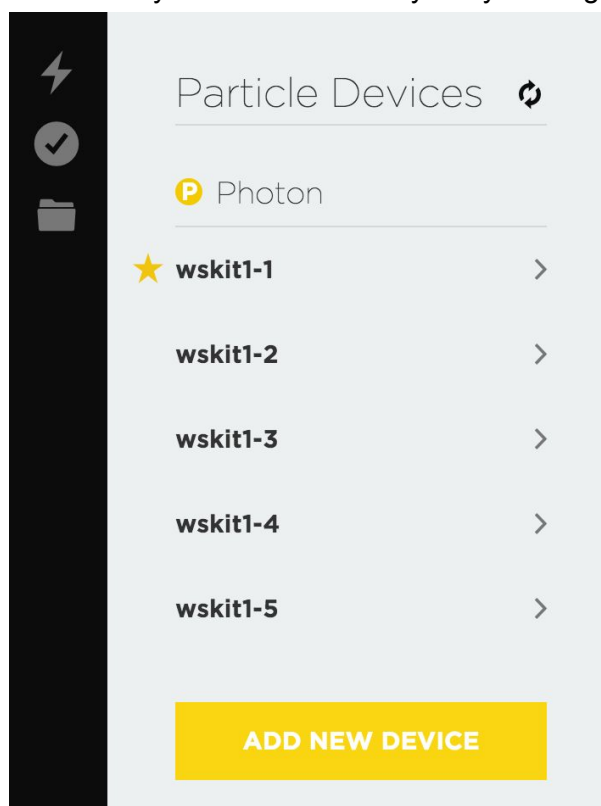 Particle Devices
P Photon
wskit1-1
wskit1-2
wskit1-3
wskit1-4
wskit1-5
ADD NEW DEVICE